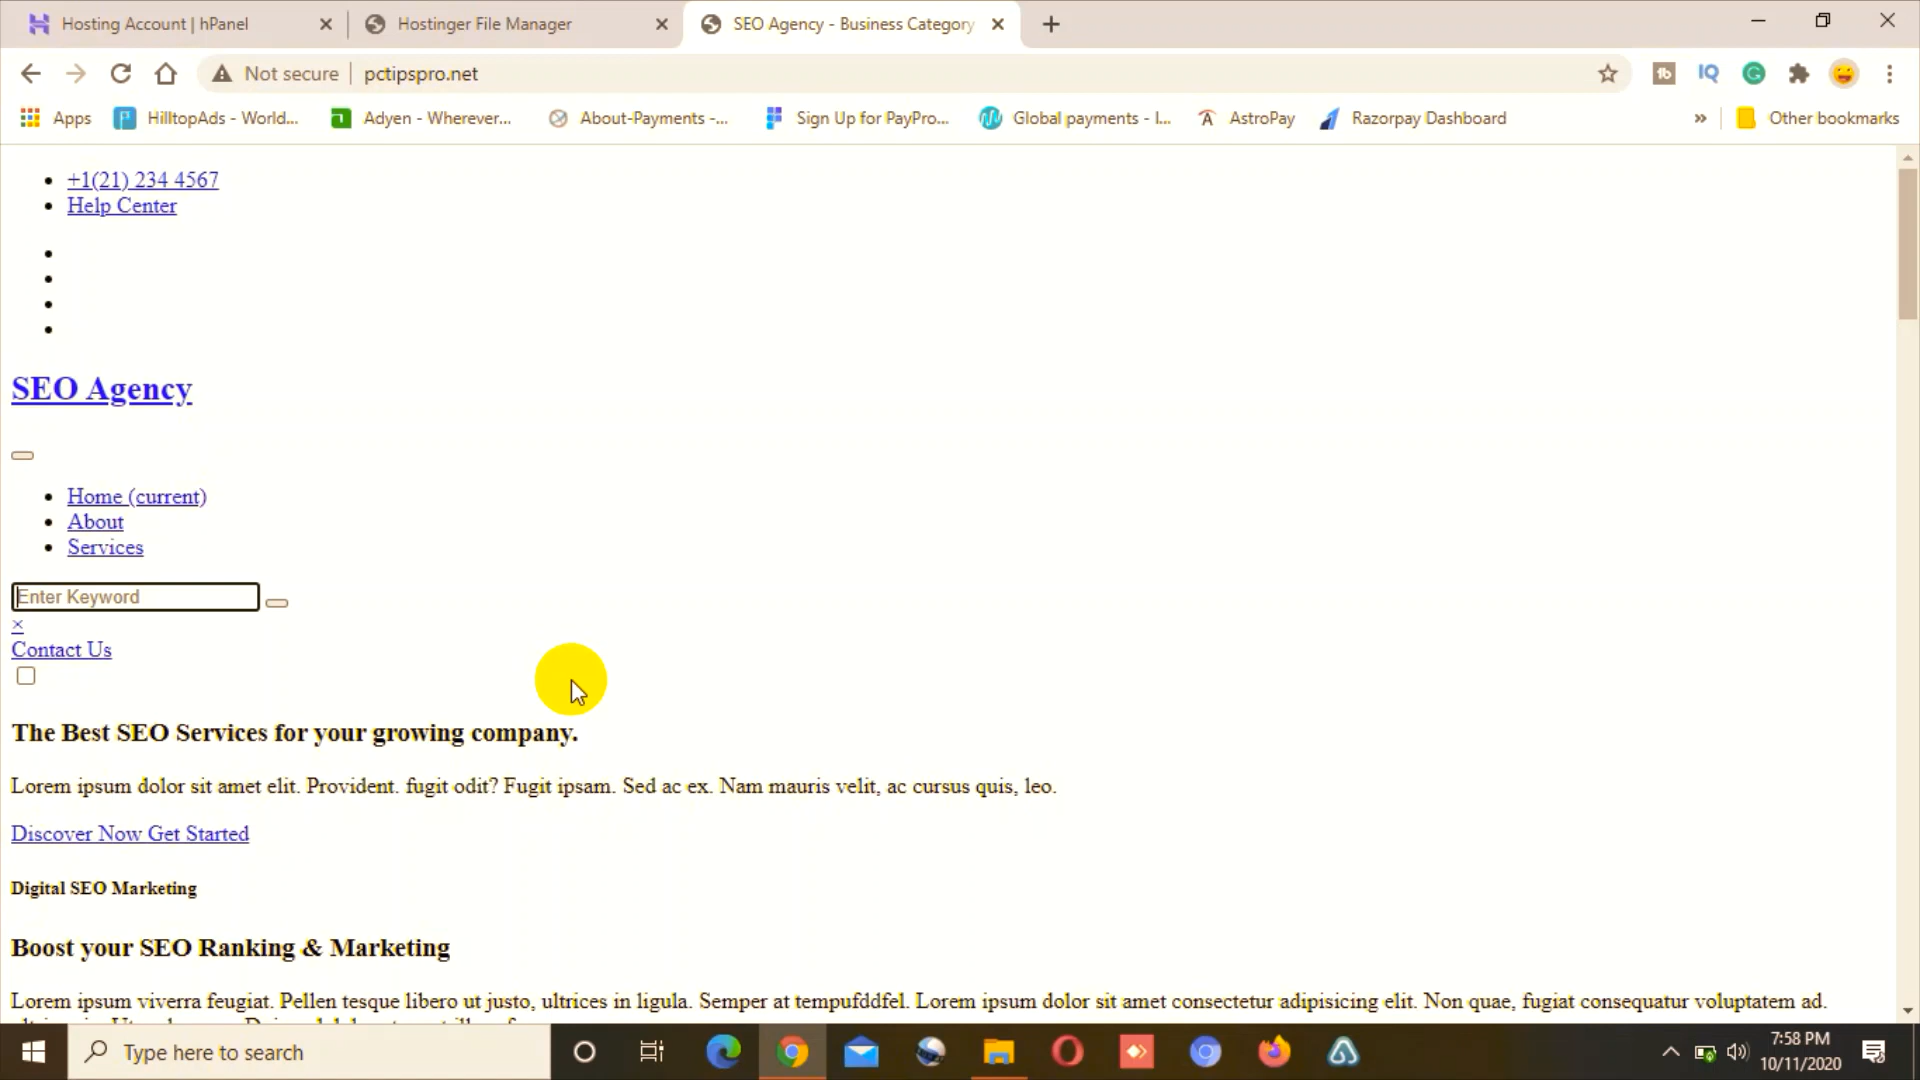 Hosting Account | hPanel
Hostinger File Manager
SEO Agency - Business Category
Not secure
pctipspro.net
Apps
HilltopAds - World...
Adyen - Wherever...
About-Payments -...
Sign Up for PayPro...
Global payments - I...
AstroPay
Razorpay Dashboard
»
Other bookmarks
+1(21) 234 4567
Help Center
SEO Agency
Home (current)
About
Services
Enter Keyword
×
Contact Us
The Best SEO Services for your growing company.
Lorem ipsum dolor sit amet elit. Provident. fugit odit? Fugit ipsam. Sed ac ex. Nam mauris velit, ac cursus quis, leo.
Discover Now Get Started
Digital SEO Marketing
Boost your SEO Ranking & Marketing
Lorem ipsum viverra feugiat. Pellen tesque libero ut justo, ultrices in ligula. Semper at tempufddfel. Lorem ipsum dolor sit amet consectetur adipisicing elit. Non quae, fugiat consequatur voluptatem ad.
Type here to search
7:58 PM
10/11/2020